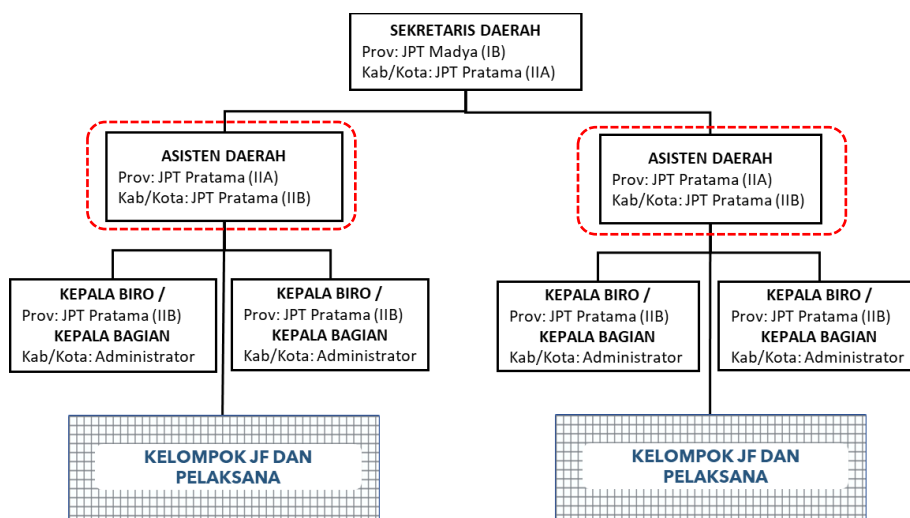 SEKRETARIS DAERAH
Prov: JPT Madya (IB)
Kab/Kota: JPT Pratama (IIA)
ASISTEN DAERAH
Prov: JPT Pratama (IIA)
Kab/Kota: JPT Pratama (IIB)
ASISTEN DAERAH
Prov: JPT Pratama (IIA)
Kab/Kota: JPT Pratama (IIB)
KEPALA BIRO /
Prov: JPT Pratama (IIB)
KEPALA BAGIAN
Kab/Kota: Administrator
KEPALA BIRO /
Prov: JPT Pratama (IIB)
KEPALA BAGIAN
Kab/Kota: Administrator
KEPALA BIRO /
Prov: JPT Pratama (IIB)
KEPALA BAGIAN
Kab/Kota: Administrator
KEPALA BIRO /
Prov: JPT Pratama (IIB)
KEPALA BAGIAN
Kab/Kota: Administrator
KELOMPOK JF DAN
PELAKSANA
KELOMPOK JF DAN
PELAKSANA